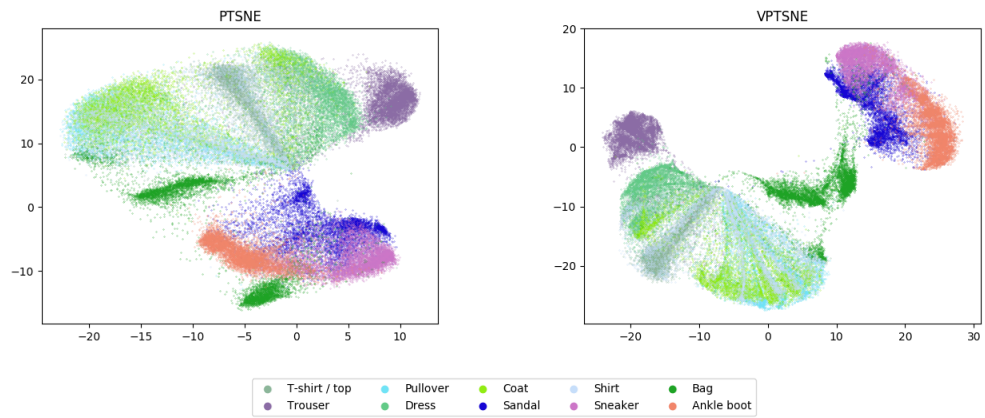 PTSNE VPTSNE
20
10
0
−10
−20 −15 −10 −5 0 5 10
20
10
0
−10
−20
−20 −10 0 10 20 30
T-shirt / top Pullover Coat Shirt Bag
Trouser Dress Sandal Sneaker Ankle boot